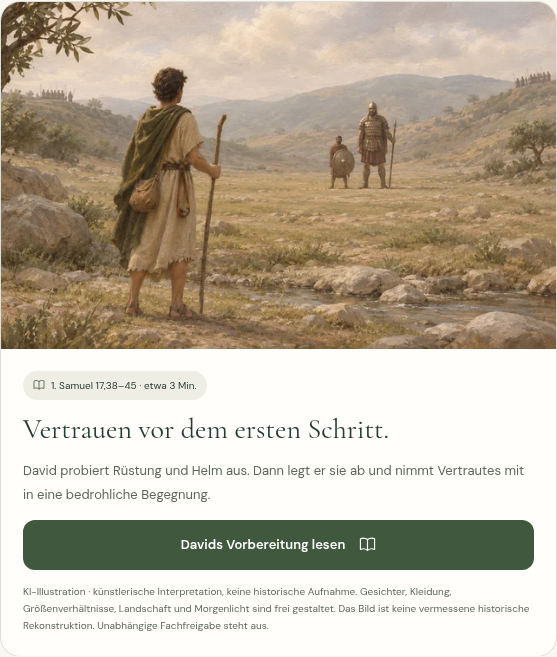 1. Samuel 17,38–45 · etwa 3 Min.
Vertrauen vor dem ersten Schritt.
David probiert Rüstung und Helm aus. Dann legt er sie ab und nimmt Vertrautes mit
in eine bedrohliche Begegnung.
Davids Vorbereitung lesen
KI-Illustration · künstlerische Interpretation, keine historische Aufnahme. Gesichter, Kleidung,
Größenverhältnisse, Landschaft und Morgenlicht sind frei gestaltet. Das Bild ist keine vermessene historische
Rekonstruktion. Unabhängige Fachfreigabe steht aus.